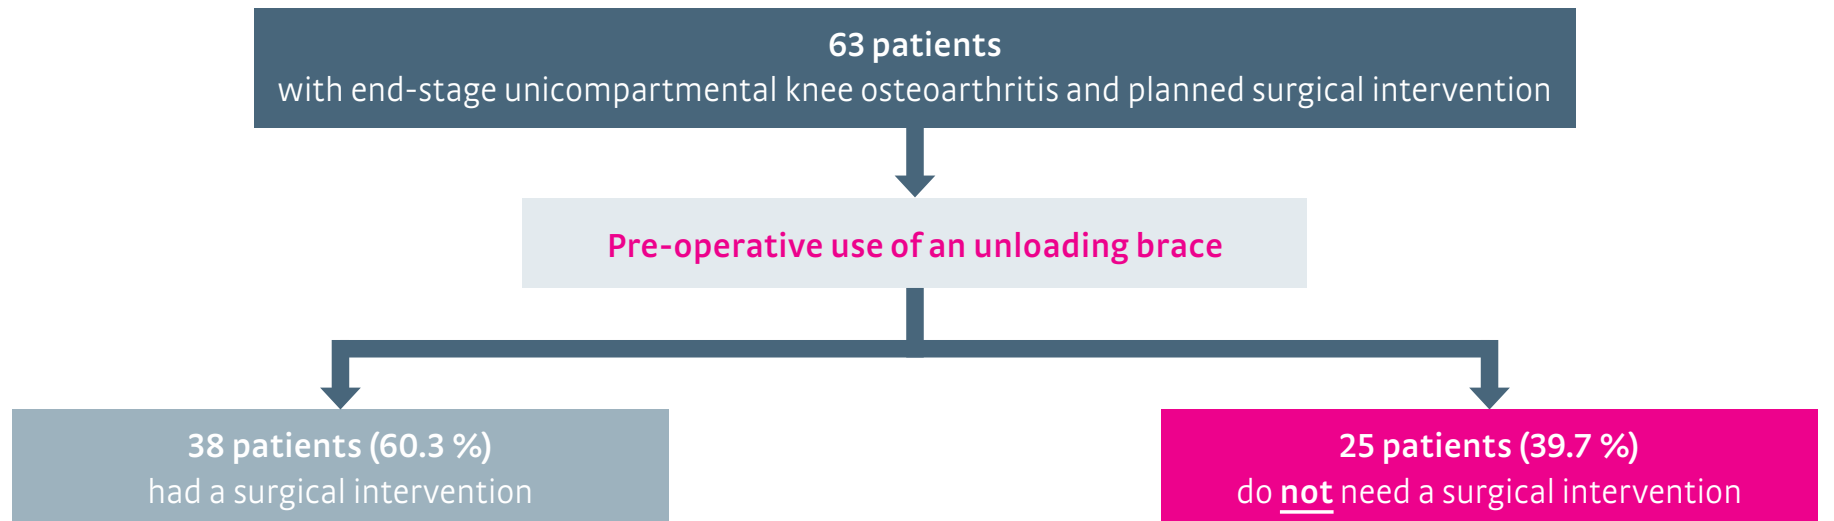 63 patients
with end-stage unicompartmental knee osteoarthritis and planned surgical intervention
Pre-operative use of an unloading brace
38 patients (60.3 %)
had a surgical intervention
25 patients (39.7 %)
do not need a surgical intervention